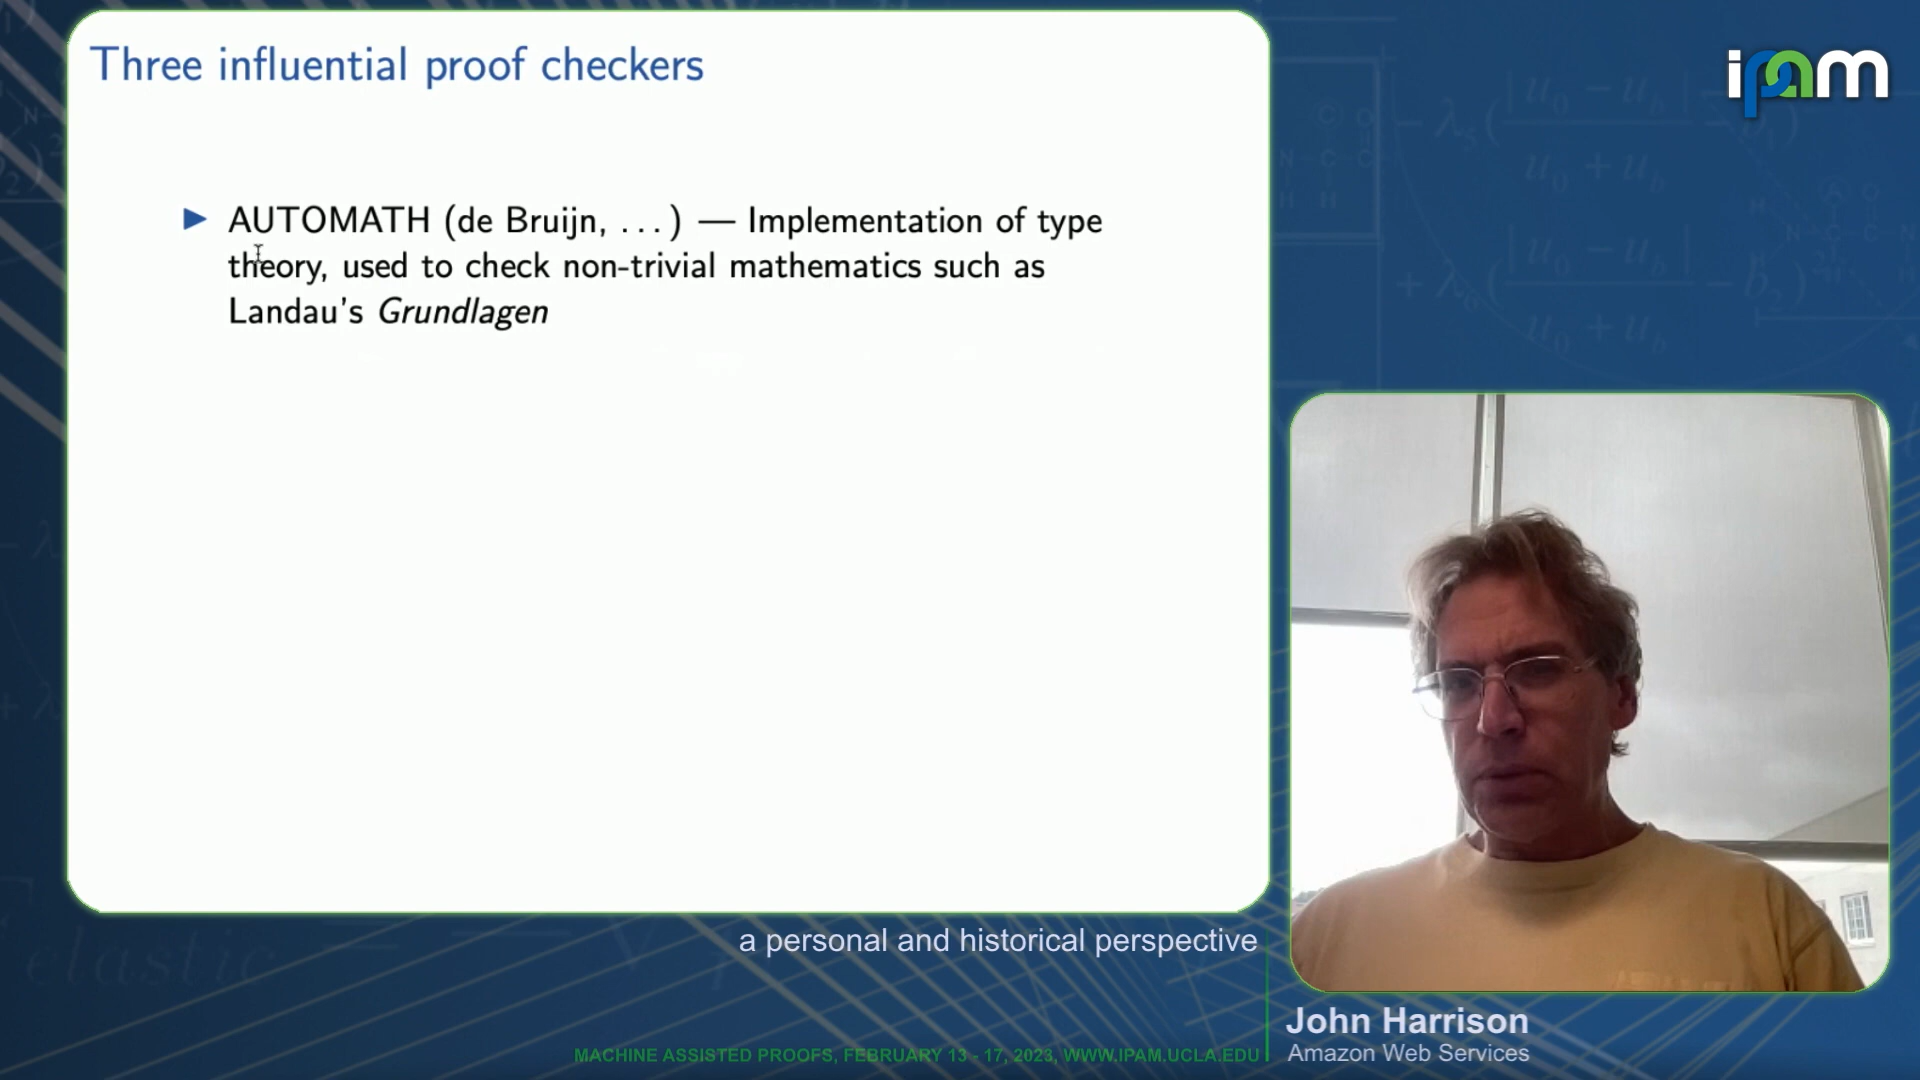 Three influential proof checkers
ipam
► AUTOMATH (de Bruijn, ...) — Implementation of type
theory, used to check non-trivial mathematics such as
Landau's Grundlagen
a personal and historical perspective
John Harrison
Amazon Web Services
MACHINE ASSISTED PROOFS, FEBRUARY 13 - 17, 2023, WWW.IPAM.UCLA.EDU
elastic